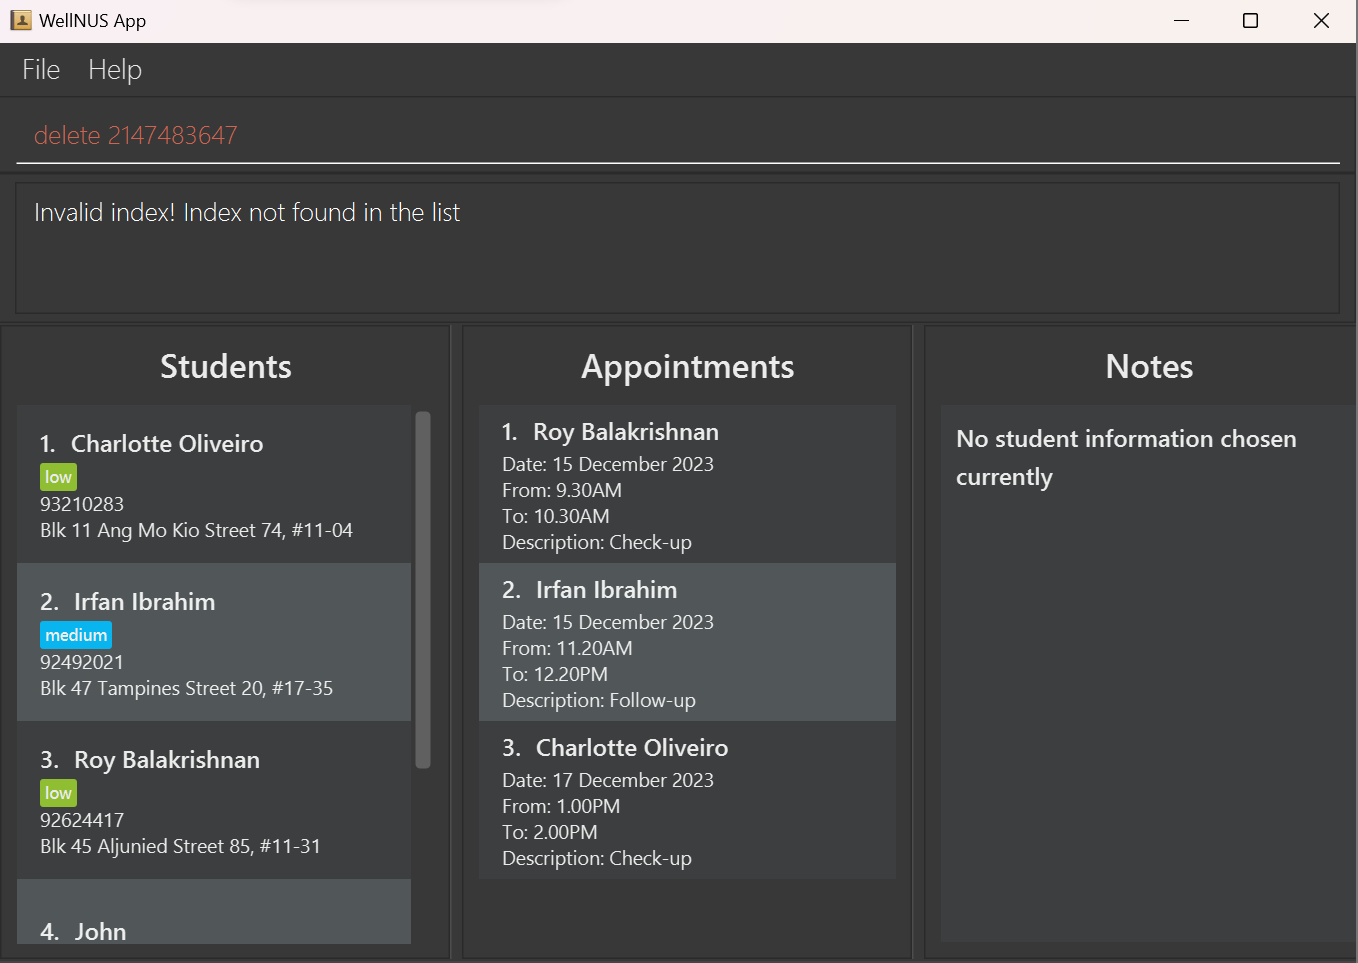 WellNUS App
File Help
delete 2147483647
Invalid index! Index not found in the list
Students
1. Charlotte Oliveiro
low
93210283
Blk 11 Ang Mo Kio Street 74, #11-04
2. Irfan Ibrahim
medium
92492021
Blk 47 Tampines Street 20, #17-35
3. Roy Balakrishnan
low
92624417
Blk 45 Aljunied Street 85, #11-31
4. John
Appointments
1. Roy Balakrishnan
Date: 15 December 2023
From: 9.30AM
To: 10.30AM
Description: Check-up
2. Irfan Ibrahim
Date: 15 December 2023
From: 11.20AM
To: 12.20PM
Description: Follow-up
3. Charlotte Oliveiro
Date: 17 December 2023
From: 1.00PM
To: 2.00PM
Description: Check-up
Notes
No student information chosen
currently